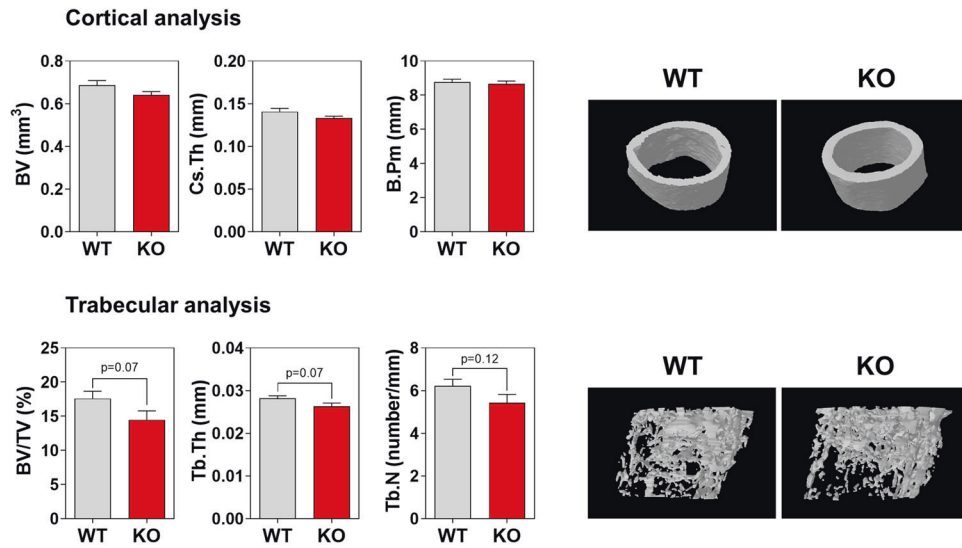 Cortical analysis
BV (mm³)
0.8
0.6
0.4
0.2
0.0
WT KO
Cs.Th (mm)
0.20
0.15
0.10
0.05
0.00
WT KO
B.Pm (mm)
10
8
6
4
2
0
WT KO
WT KO
Trabecular analysis
BV/TV (%)
25
20
15
10
5
0
p=0.07
WT KO
Tb.Th (mm)
0.04
0.03
0.02
0.01
0.00
p=0.07
WT KO
Tb.N (number/mm)
8
6
4
2
0
p=0.12
WT KO
WT KO